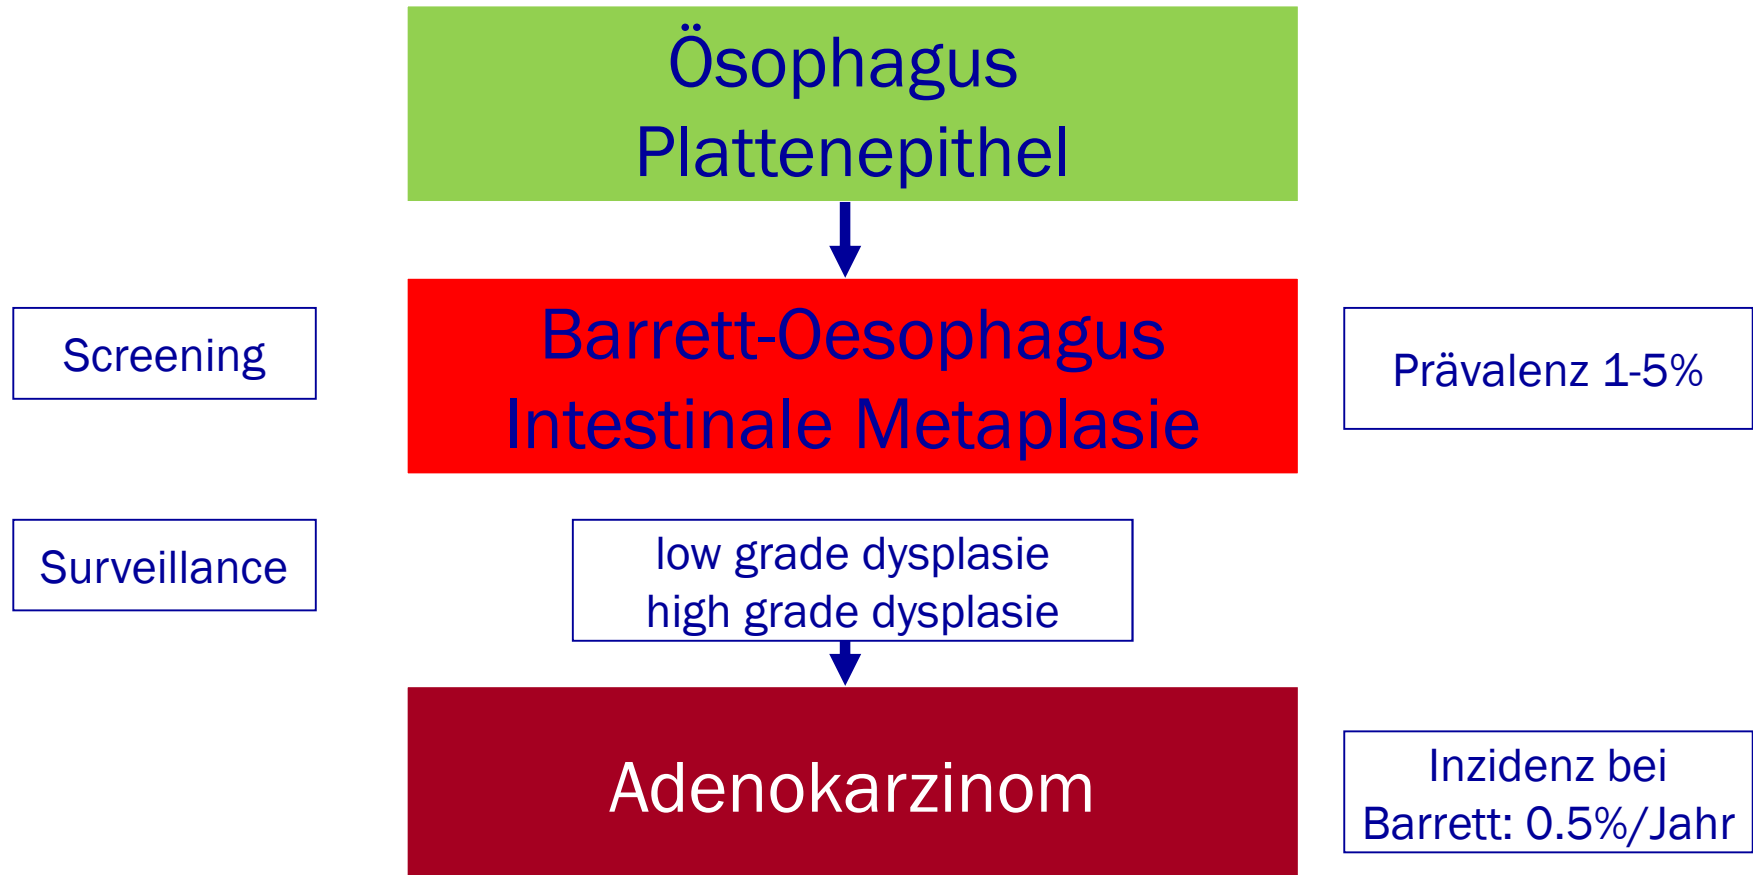 Ösophagus
Plattenepithel
Screening
Barrett-Oesophagus
Intestinale Metaplasie
Prävalenz 1-5%
Surveillance
low grade dysplasie
high grade dysplasie
Adenokarzinom
Inzidenz bei
Barrett: 0.5%/Jahr